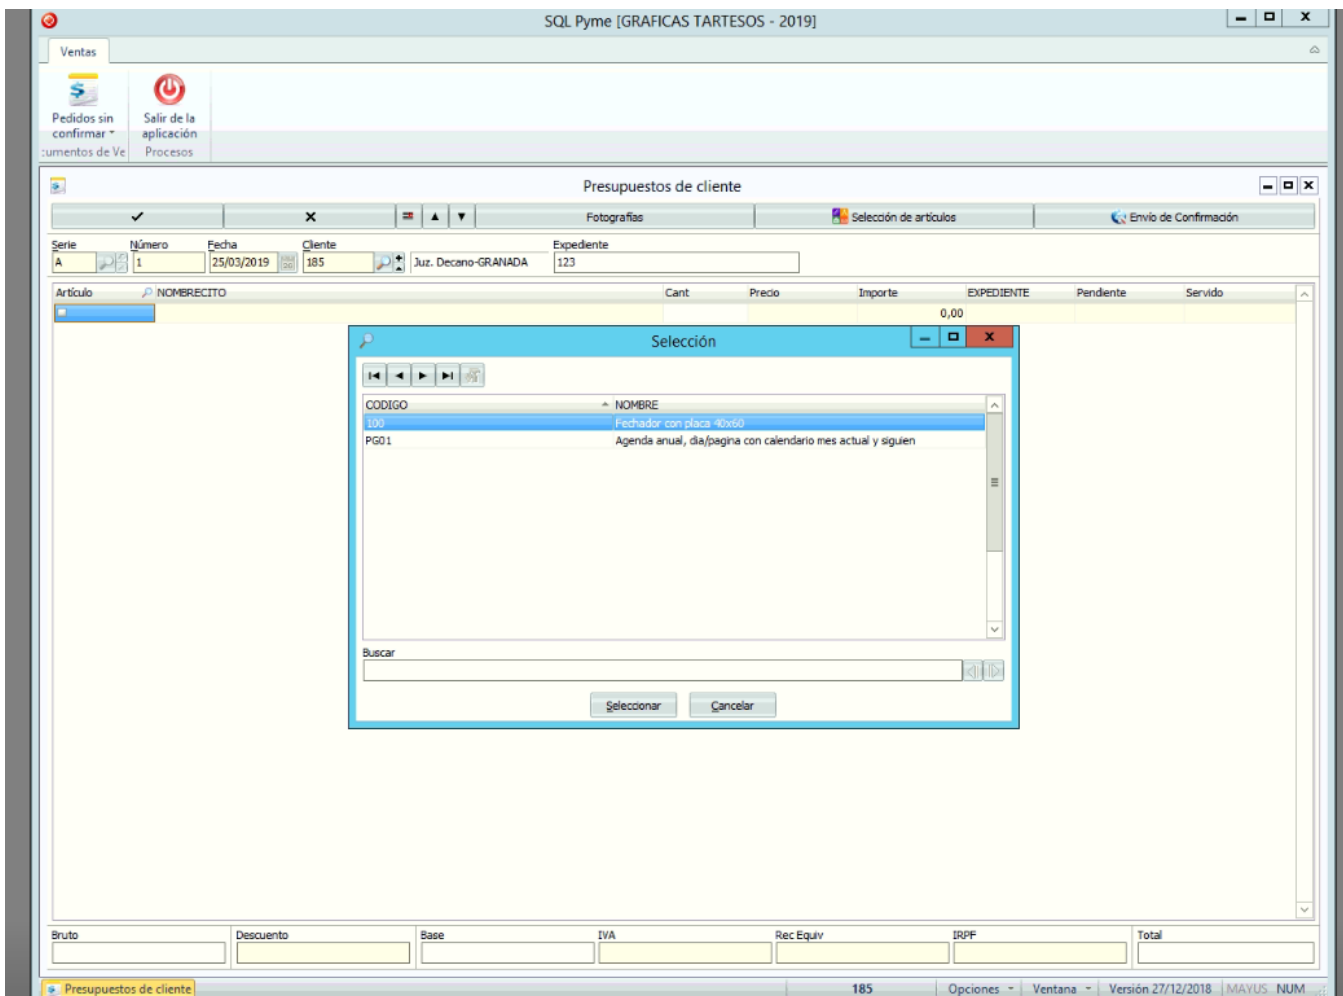 SQL Pyme [GRAFICAS TARTESOS - 2019]
Ventas
Pedidos sin
confirmar
Salir de la
aplicación
cumentos de Ve
Procesos
Presupuestos de cliente
Fotografías
Selección de artículos
Envío de Confirmación
Serie Número Fecha Cliente Expediente
A 1 25/03/2019 185 Juz. Decano-GRANADA 123
Artículo NOMBRECITO Cant Precio Importe EXPEDIENTE Pendiente Servido
0,00
Selección
CODIGO NOMBRE
100 Fechador con placa 40x60
PG01 Agenda anual, dia/pagina con calendario mes actual y siguien
Buscar
Seleccionar Cancelar
Bruto Descuento Base IVA Rec Equiv IRPF Total
Presupuestos de cliente 185 Opciones Ventana Versión 27/12/2018 MAYUS NUM